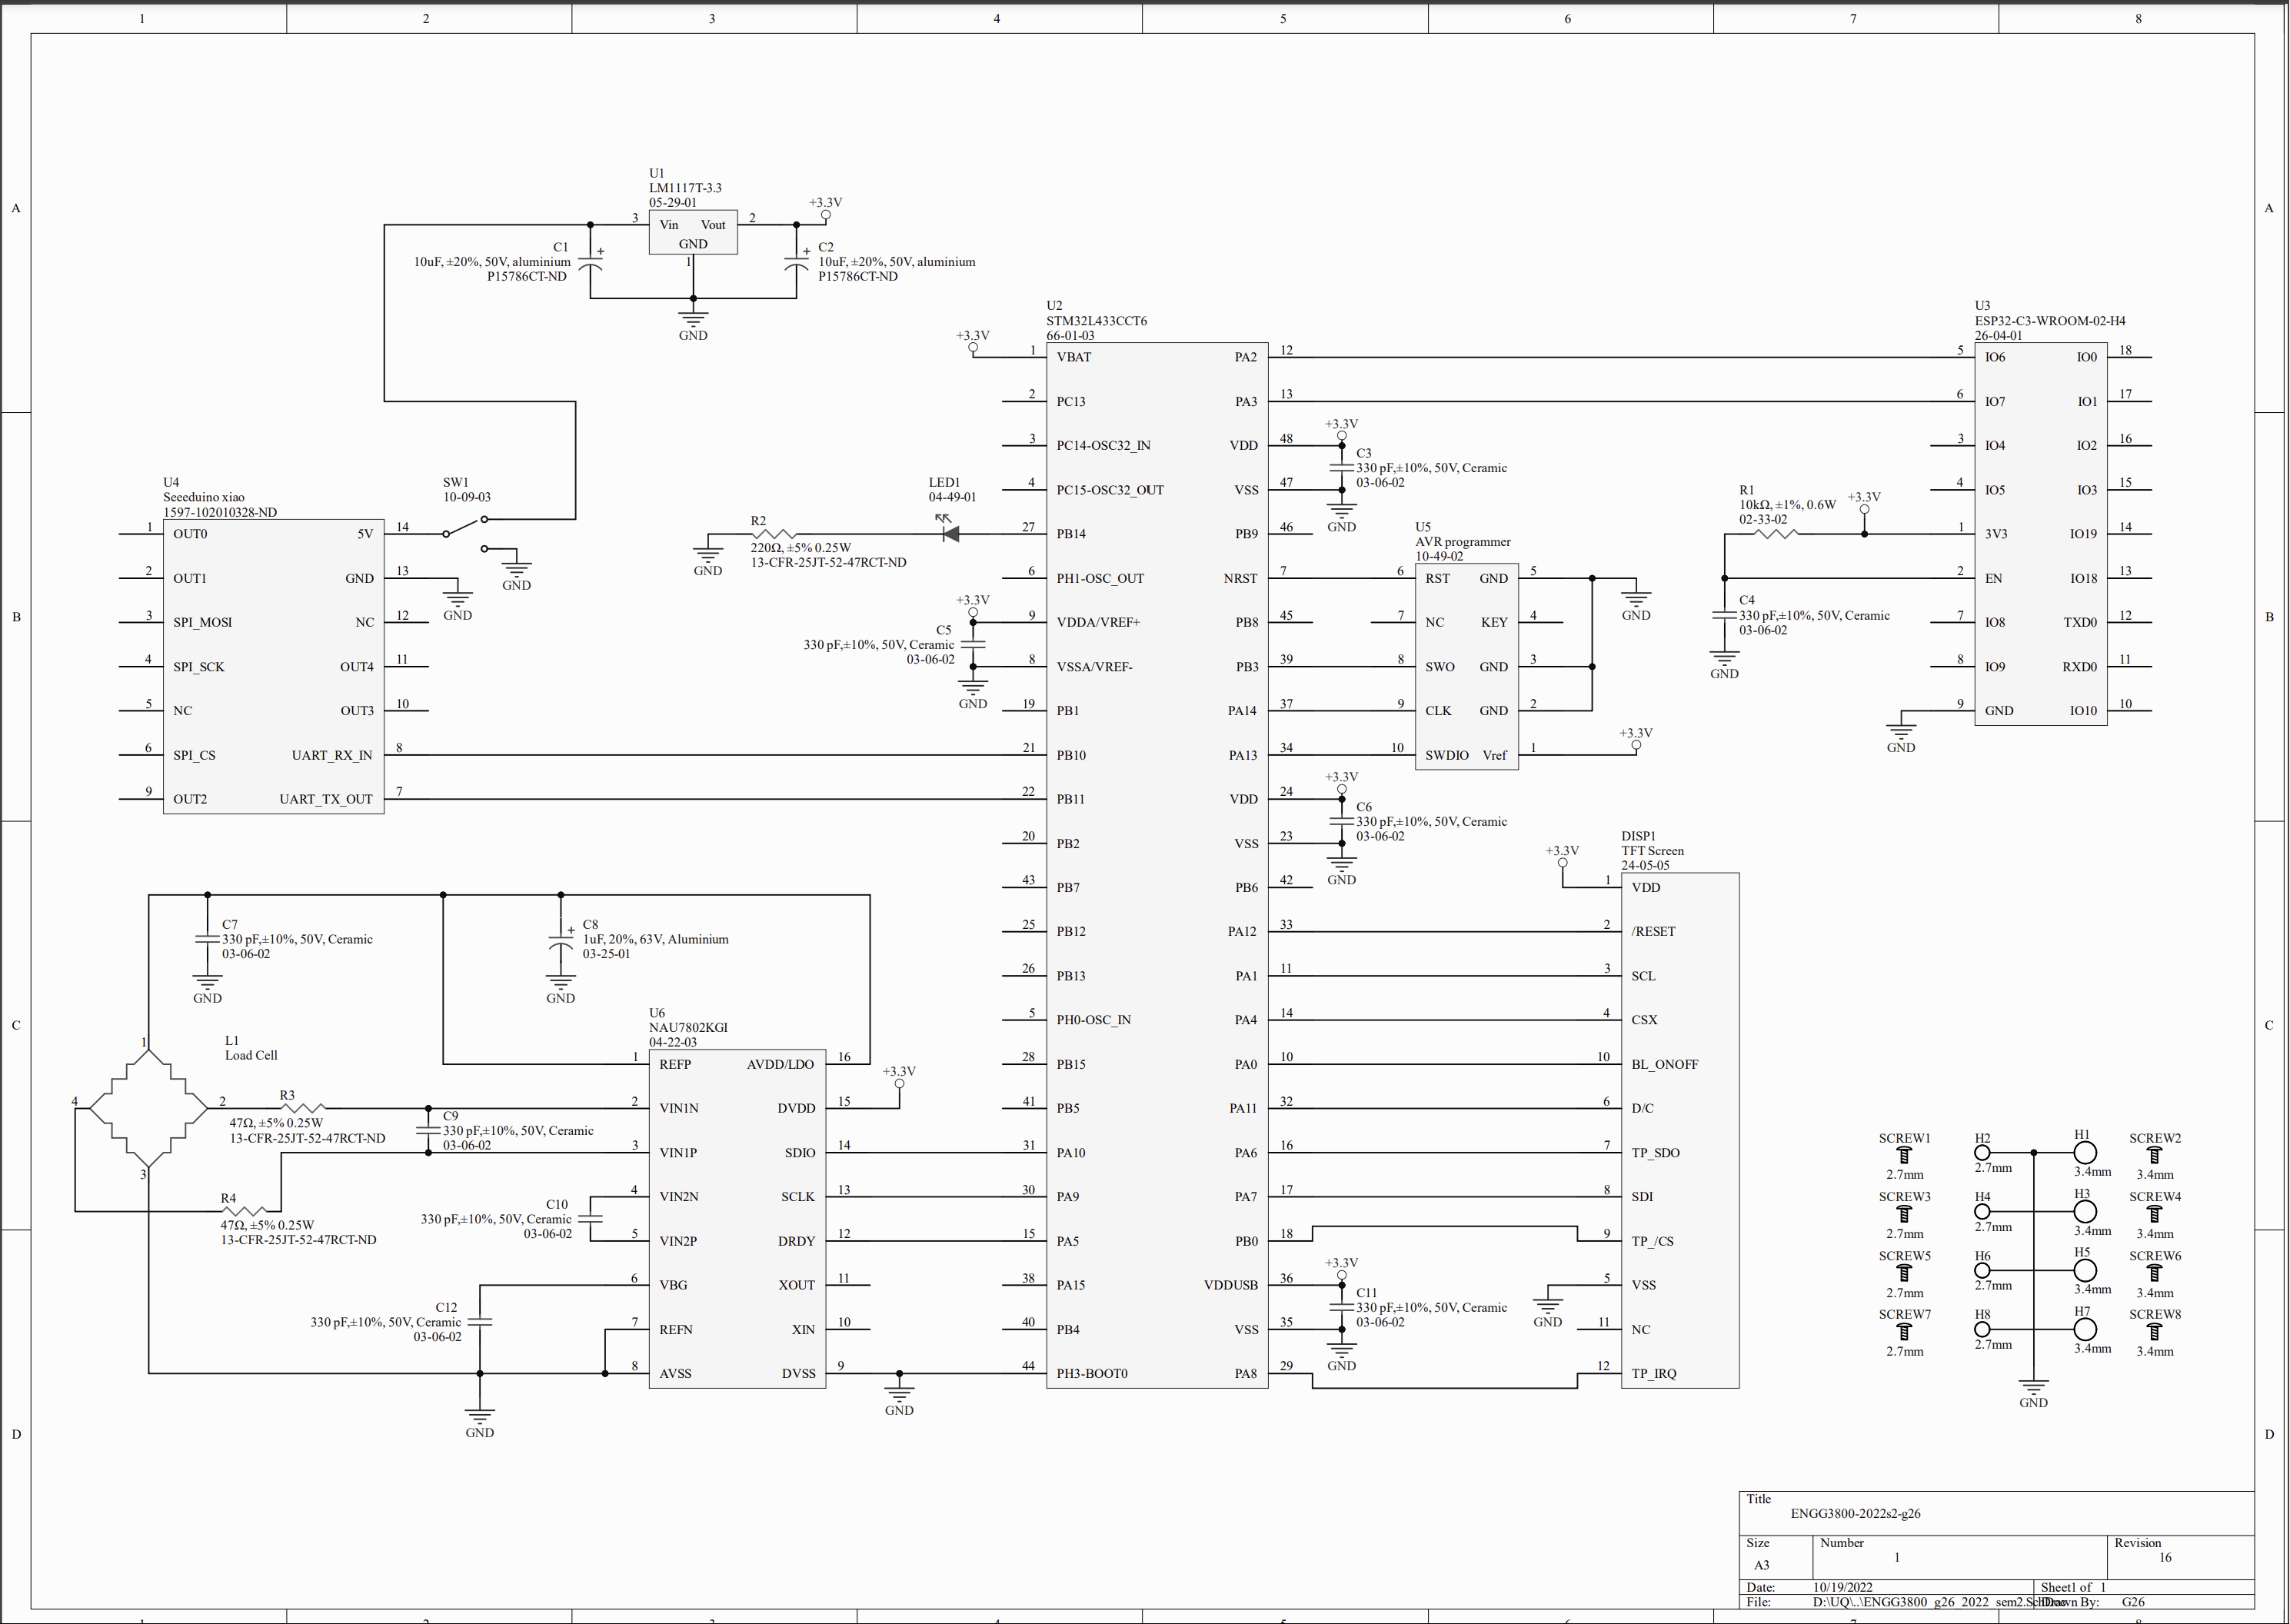 1 2 3 4 5 6 7 8
A A
B B
C C
D D
U1
LM1117T-3.3
05-29-01
3 Vin Vout 2
GND
1
+3.3V
C1
10uF, ±20%, 50V, aluminium
P15786CT-ND
+
C2
10uF, ±20%, 50V, aluminium
P15786CT-ND
+
GND
U4
Seeeduino xiao
1597-102010328-ND
1 OUT0 5V 14
2 OUT1 GND 13
3 SPI_MOSI NC 12
4 SPI_SCK OUT4 11
5 NC OUT3 10
6 SPI_CS UART_RX_IN 8
9 OUT2 UART_TX_OUT 7
SW1
10-09-03
GND
GND
R2
220Ω, ±5% 0.25W
13-CFR-25JT-52-47RCT-ND
GND
LED1
04-49-01
+3.3V
+3.3V
C5
330 pF,±10%, 50V, Ceramic
03-06-02
GND
U2
STM32L433CCT6
66-01-03
1 VBAT PA2 12
2 PC13 PA3 13
3 PC14-OSC32_IN VDD 48
4 PC15-OSC32_OUT VSS 47
27 PB14 PB9 46
6 PH1-OSC_OUT NRST 7
9 VDDA/VREF+ PB8 45
8 VSSA/VREF- PB3 39
19 PB1 PA14 37
21 PB10 PA13 34
22 PB11 VDD 24
20 PB2 VSS 23
43 PB7 PB6 42
25 PB12 PA12 33
26 PB13 PA1 11
5 PH0-OSC_IN PA4 14
28 PB15 PA0 10
41 PB5 PA11 32
31 PA10 PA6 16
30 PA9 PA7 17
15 PA5 PB0 18
38 PA15 VDDUSB 36
40 PB4 VSS 35
44 PH3-BOOT0 PA8 29
+3.3V
C3
330 pF,±10%, 50V, Ceramic
03-06-02
GND
U5
AVR programmer
10-49-02
6 RST GND 5
7 NC KEY 4
8 SWO GND 3
9 CLK GND 2
10 SWDIO Vref 1
GND
+3.3V
+3.3V
C6
330 pF,±10%, 50V, Ceramic
03-06-02
GND
U3
ESP32-C3-WROOM-02-H4
26-04-01
5 IO6 IO0 18
6 IO7 IO1 17
3 IO4 IO2 16
4 IO5 IO3 15
1 3V3 IO19 14
2 EN IO18 13
7 IO8 TXD0 12
8 IO9 RXD0 11
9 GND IO10 10
R1
10kΩ, ±1%, 0.6W
02-33-02
+3.3V
C4
330 pF,±10%, 50V, Ceramic
03-06-02
GND
GND
DISP1
TFT Screen
24-05-05
+3.3V
1 VDD
2 /RESET
3 SCL
4 CSX
10 BL_ONOFF
6 D/C
7 TP_SDO
8 SDI
9 TP_/CS
5 VSS
11 NC
12 TP_IRQ
GND
+3.3V
C11
330 pF,±10%, 50V, Ceramic
03-06-02
GND
C7
330 pF,±10%, 50V, Ceramic
03-06-02
GND
C8
1uF, 20%, 63V, Aluminium
03-25-01
+
GND
L1
Load Cell
1
2
3
4
R3
47Ω, ±5% 0.25W
13-CFR-25JT-52-47RCT-ND
C9
330 pF,±10%, 50V, Ceramic
03-06-02
R4
47Ω, ±5% 0.25W
13-CFR-25JT-52-47RCT-ND
C10
330 pF,±10%, 50V, Ceramic
03-06-02
C12
330 pF,±10%, 50V, Ceramic
03-06-02
GND
U6
NAU7802KGI
04-22-03
1 REFP AVDD/LDO 16
2 VIN1N DVDD 15
3 VIN1P SDIO 14
4 VIN2N SCLK 13
5 VIN2P DRDY 12
6 VBG XOUT 11
7 REFN XIN 10
8 AVSS DVSS 9
+3.3V
GND
SCREW1 H2 H1 SCREW2
2.7mm 2.7mm 3.4mm 3.4mm
SCREW3 H4 H3 SCREW4
2.7mm 2.7mm 3.4mm 3.4mm
SCREW5 H6 H5 SCREW6
2.7mm 2.7mm 3.4mm 3.4mm
SCREW7 H8 H7 SCREW8
2.7mm 2.7mm 3.4mm 3.4mm
GND
Title
ENGG3800-2022s2-g26
Size Number Revision
A3 1 16
Date: 10/19/2022 Sheet1 of 1
File: D:\UQ\..\ENGG3800_g26_2022_sem2.SchDoc Drawn By: G26